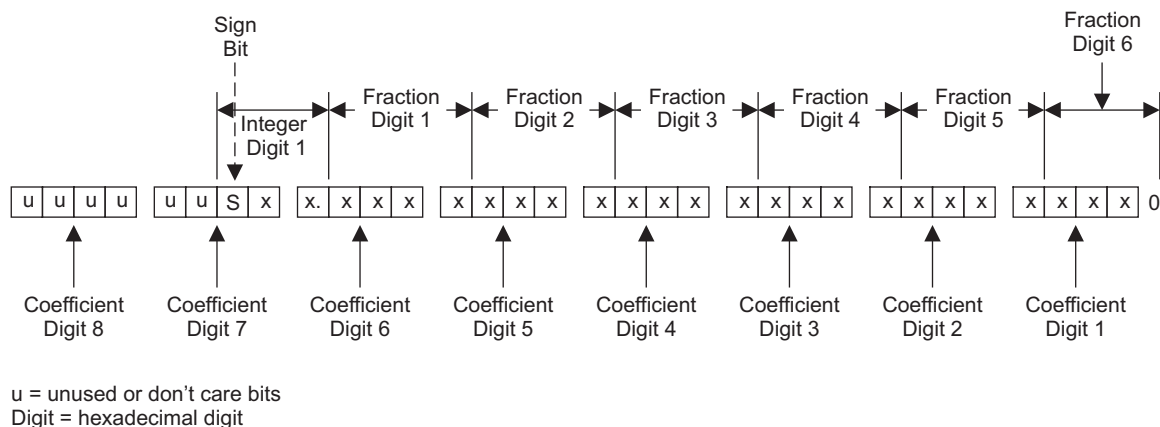 Sign
Bit
Fraction
Digit 6
Integer
Digit 1
Fraction
Digit 1
Fraction
Digit 2
Fraction
Digit 3
Fraction
Digit 4
Fraction
Digit 5
u u u u u u S x x. x x x x x x x x x x x x x x x x x x x x x x x 0
Coefficient
Digit 8
Coefficient
Digit 7
Coefficient
Digit 6
Coefficient
Digit 5
Coefficient
Digit 4
Coefficient
Digit 3
Coefficient
Digit 2
Coefficient
Digit 1
u = unused or don’t care bits
Digit = hexadecimal digit